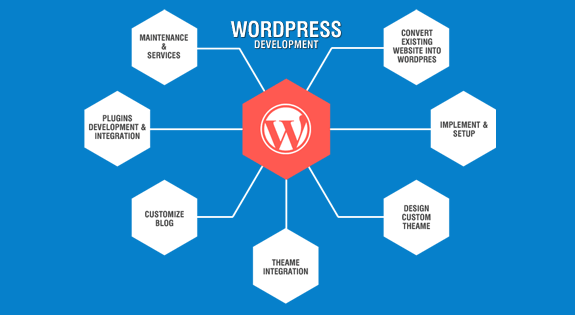 WORDPRESS
DEVELOPMENT
MAINTENANCE
&
SERVICES
CONVERT
EXISTING
WEBSITE INTO
WORDPRES
PLUGINS
DEVELOPMENT &
INTEGRATION
IMPLEMENT &
SETUP
CUSTOMIZE
BLOG
DESIGN
CUSTOM
THEAME
THEAME
INTEGRATION